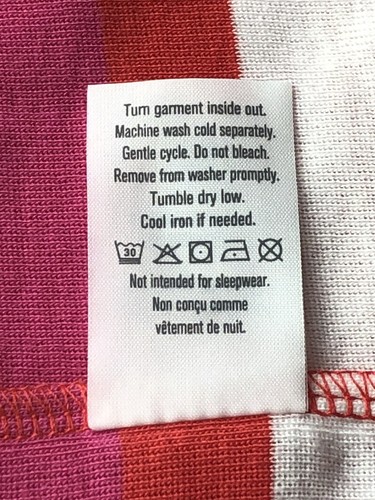 Turn garment inside out.
Machine wash cold separately.
Gentle cycle. Do not bleach.
Remove from washer promptly.
Tumble dry low.
Cool iron if needed.
30
Not intended for sleepwear.
Non conçu comme
vêtement de nuit.